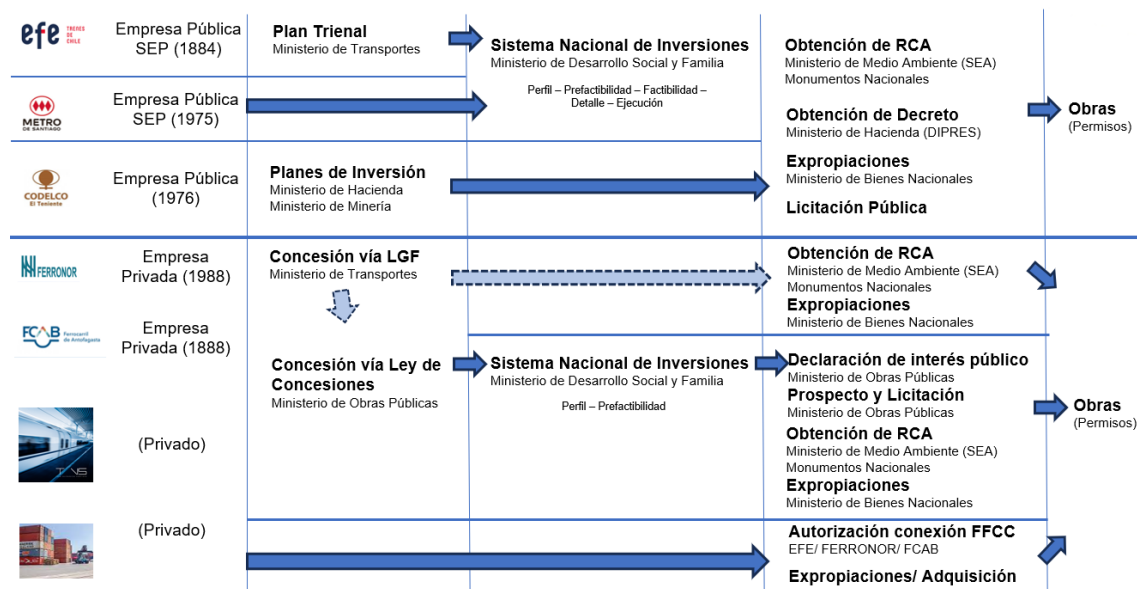 efe TRENES DE CHILE
Empresa Pública
SEP (1884)
Plan Trienal
Ministerio de Transportes
Sistema Nacional de Inversiones
Ministerio de Desarrollo Social y Familia
Perfil – Prefactibilidad – Factibilidad –
Detalle – Ejecución
Obtención de RCA
Ministerio de Medio Ambiente (SEA)
Monumentos Nacionales
METRO
DE SANTIAGO
Empresa Pública
SEP (1975)
Obtención de Decreto
Ministerio de Hacienda (DIPRES)
Obras
(Permisos)
CODELCO
El Teniente
Empresa Pública
(1976)
Planes de Inversión
Ministerio de Hacienda
Ministerio de Minería
Expropiaciones
Ministerio de Bienes Nacionales
Licitación Pública
FERRONOR
Empresa
Privada (1988)
Concesión vía LGF
Ministerio de Transportes
Obtención de RCA
Ministerio de Medio Ambiente (SEA)
Monumentos Nacionales
Expropiaciones
Ministerio de Bienes Nacionales
FCAB Ferrocarril
de Antofagasta
Empresa
Privada (1888)
Concesión vía Ley de
Concesiones
Ministerio de Obras Públicas
Sistema Nacional de Inversiones
Ministerio de Desarrollo Social y Familia
Perfil – Prefactibilidad
Declaración de interés público
Ministerio de Obras Públicas
Prospecto y Licitación
Ministerio de Obras Públicas
Obras
(Permisos)
(Privado)
Obtención de RCA
Ministerio de Medio Ambiente (SEA)
Monumentos Nacionales
Expropiaciones
Ministerio de Bienes Nacionales
(Privado)
Autorización conexión FFCC
EFE/ FERRONOR/ FCAB
Expropiaciones/ Adquisición